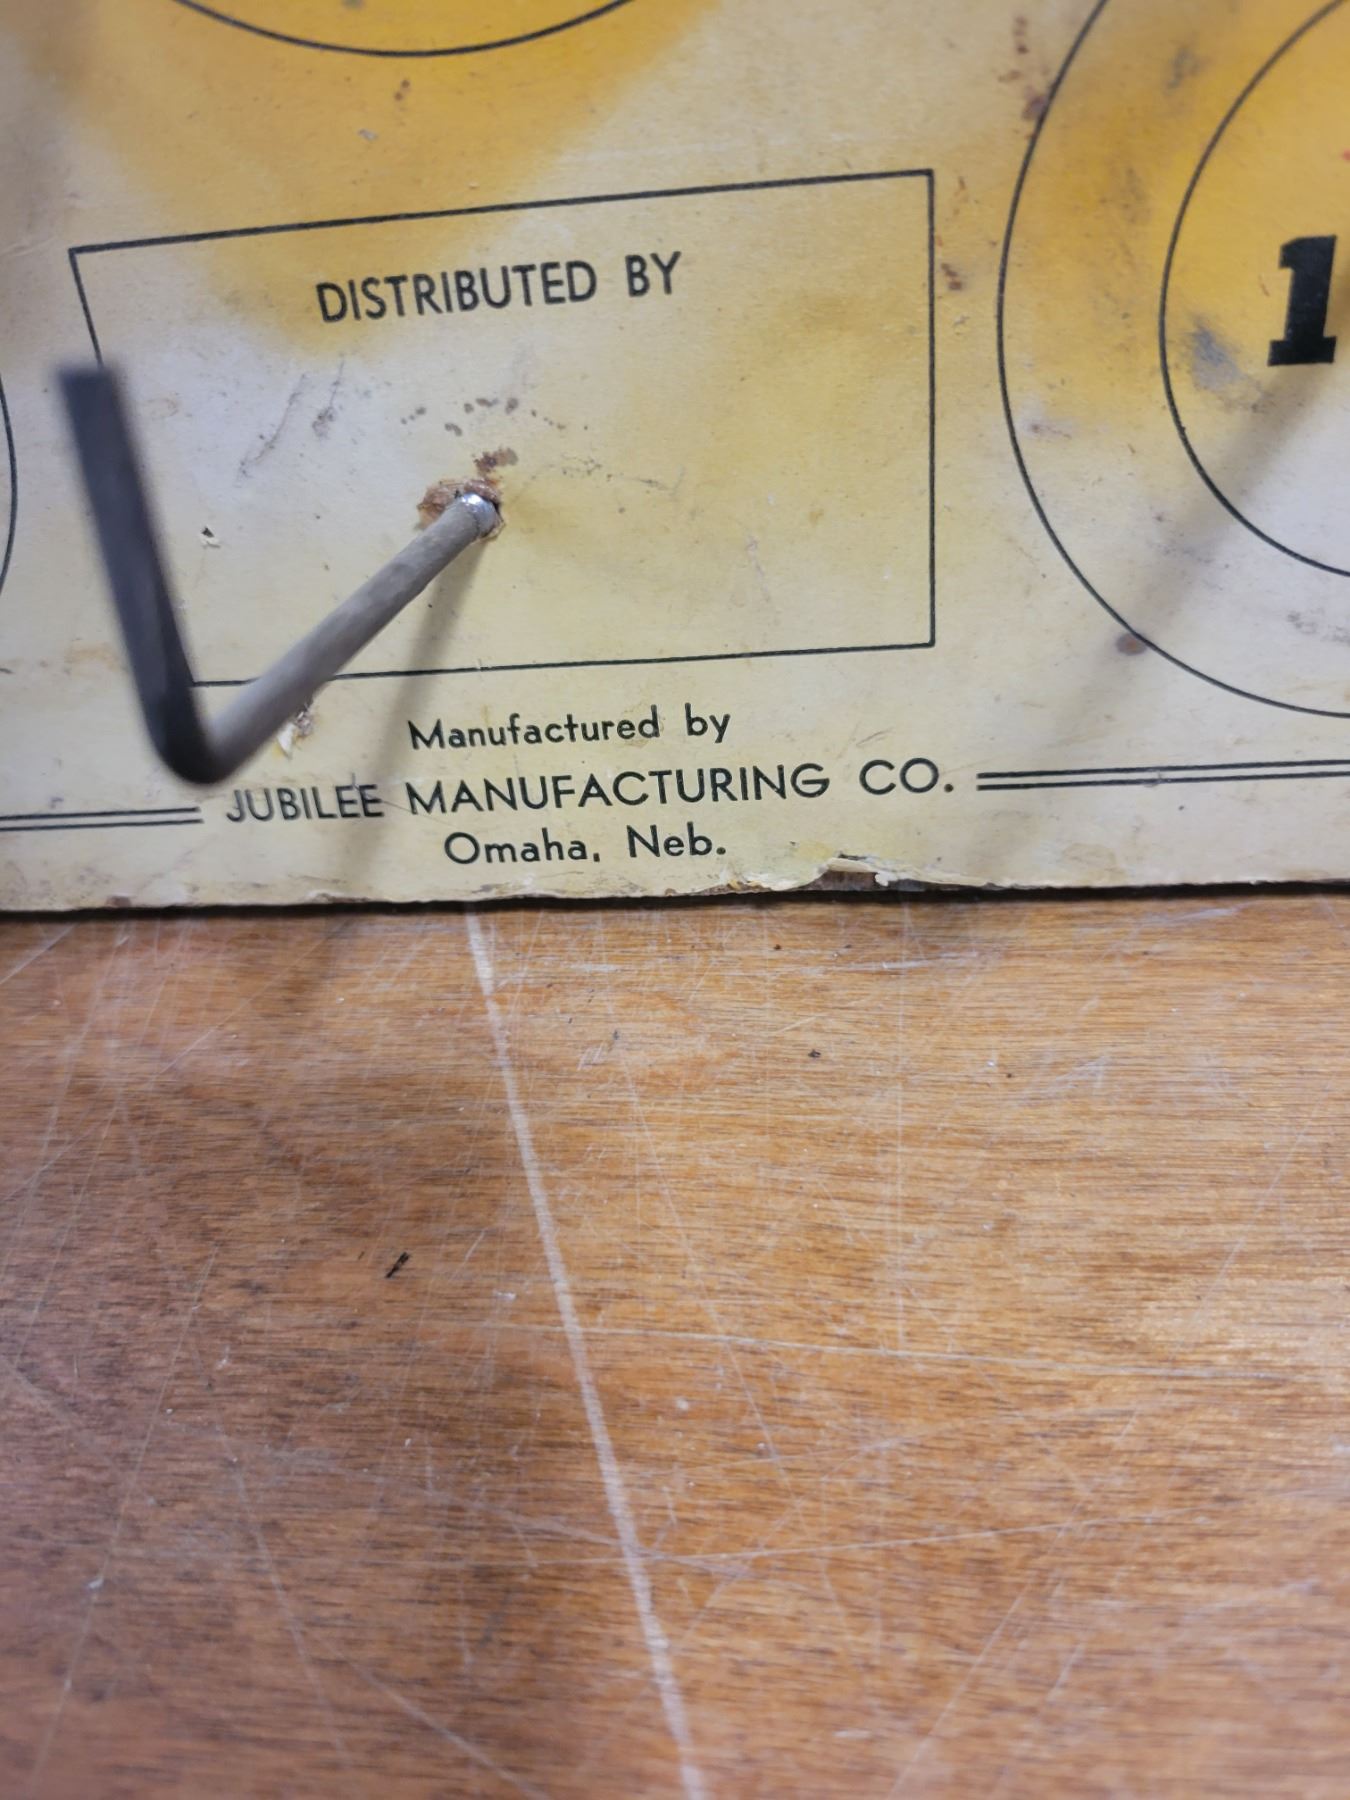 DISTRIBUTED BY
1
Manufactured by
JUBILEE MANUFACTURING CO.
Omaha, Neb.